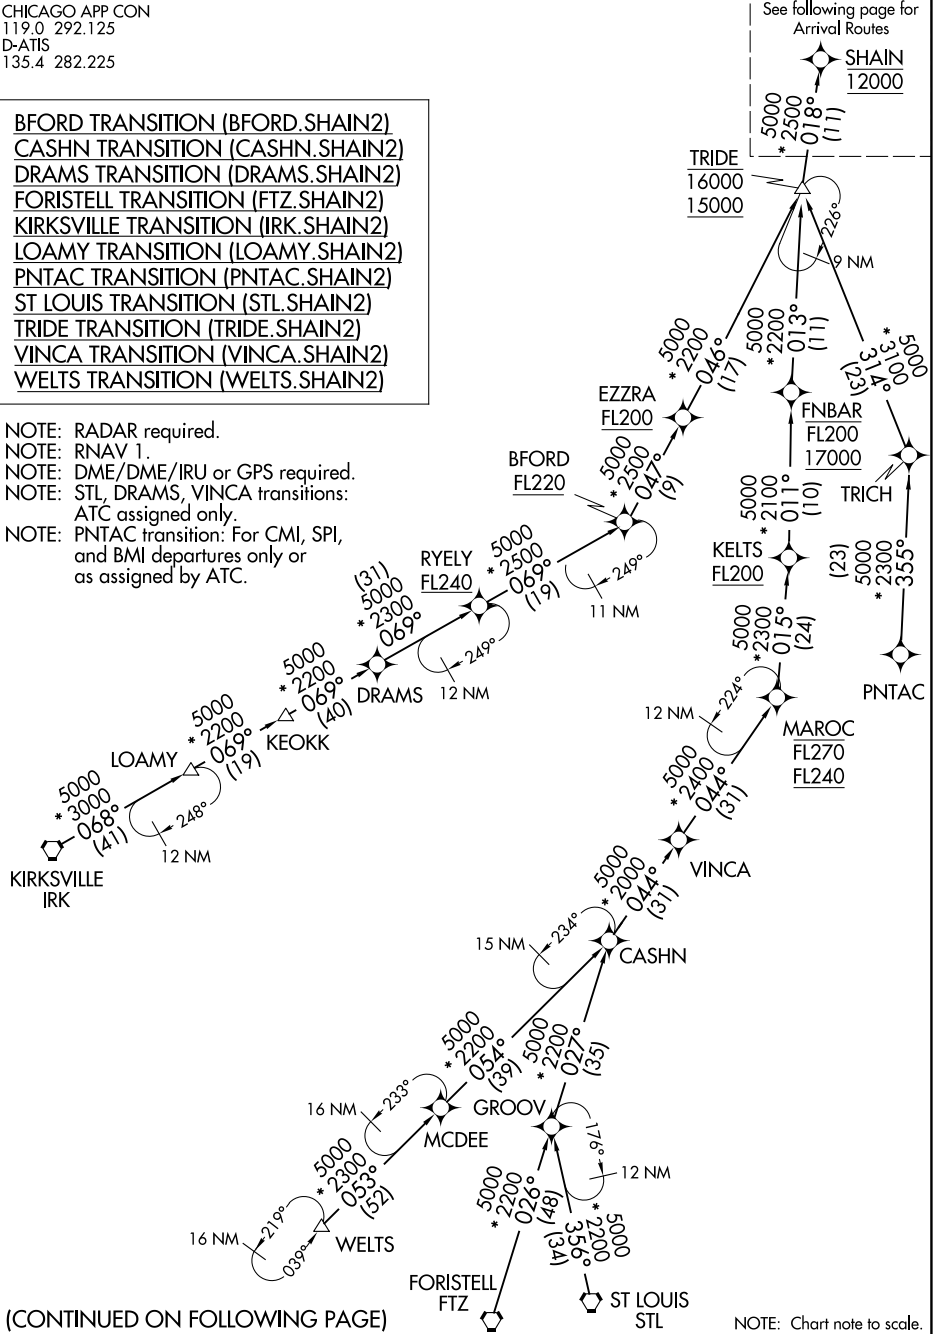 CHICAGO APP CON
119.0 292.125
D-ATIS
135.4 282.225
See following page for
Arrival Routes
SHAIN
12000
5000
* 2500
018°
(11)
BFORD TRANSITION (BFORD.SHAIN2)
CASHN TRANSITION (CASHN.SHAIN2)
DRAMS TRANSITION (DRAMS.SHAIN2)
FORISTELL TRANSITION (FTZ.SHAIN2)
KIRKSVILLE TRANSITION (IRK.SHAIN2)
LOAMY TRANSITION (LOAMY.SHAIN2)
PNTAC TRANSITION (PNTAC.SHAIN2)
ST LOUIS TRANSITION (STL.SHAIN2)
TRIDE TRANSITION (TRIDE.SHAIN2)
VINCA TRANSITION (VINCA.SHAIN2)
WELTS TRANSITION (WELTS.SHAIN2)
TRIDE
16000
15000
226°
9 NM
NOTE: RADAR required.
NOTE: RNAV 1.
NOTE: DME/DME/IRU or GPS required.
NOTE: STL, DRAMS, VINCA transitions:
ATC assigned only.
NOTE: PNTAC transition: For CMI, SPI,
and BMI departures only or
as assigned by ATC.
5000
* 2200
046°
(17)
5000
* 2200
013°
(11)
5000
* 3100
314°
(23)
EZZRA
FL200
FNBAR
FL200
17000
TRICH
BFORD
FL220
5000
* 2500
047°
(9)
249°
11 NM
5000
* 2100
011°
(10)
KELTS
FL200
(23)
5000
* 2300
355°
PNTAC
RYELY
FL240
5000
* 2500
069°
(19)
249°
12 NM
(31)
5000
* 2300
069°
DRAMS
5000
* 2200
069°
(40)
KEOKK
5000
* 2300
015°
(24)
224°
12 NM
MAROC
FL270
FL240
LOAMY
5000
* 2200
069°
(19)
248°
12 NM
5000
* 3000
068°
(41)
KIRKSVILLE
IRK
5000
* 2400
044°
(31)
VINCA
5000
* 2000
044°
(31)
234°
15 NM
CASHN
5000
* 2200
054°
(39)
5000
* 2200
027°
(35)
233°
16 NM
MCDEE
GROOV
176°
12 NM
5000
* 2300
053°
(52)
219°
039°
16 NM
WELTS
5000
* 2200
026°
(48)
5000
* 2200
356°
(34)
FORISTELL
FTZ
ST LOUIS
STL
(CONTINUED ON FOLLOWING PAGE)
NOTE: Chart note to scale.